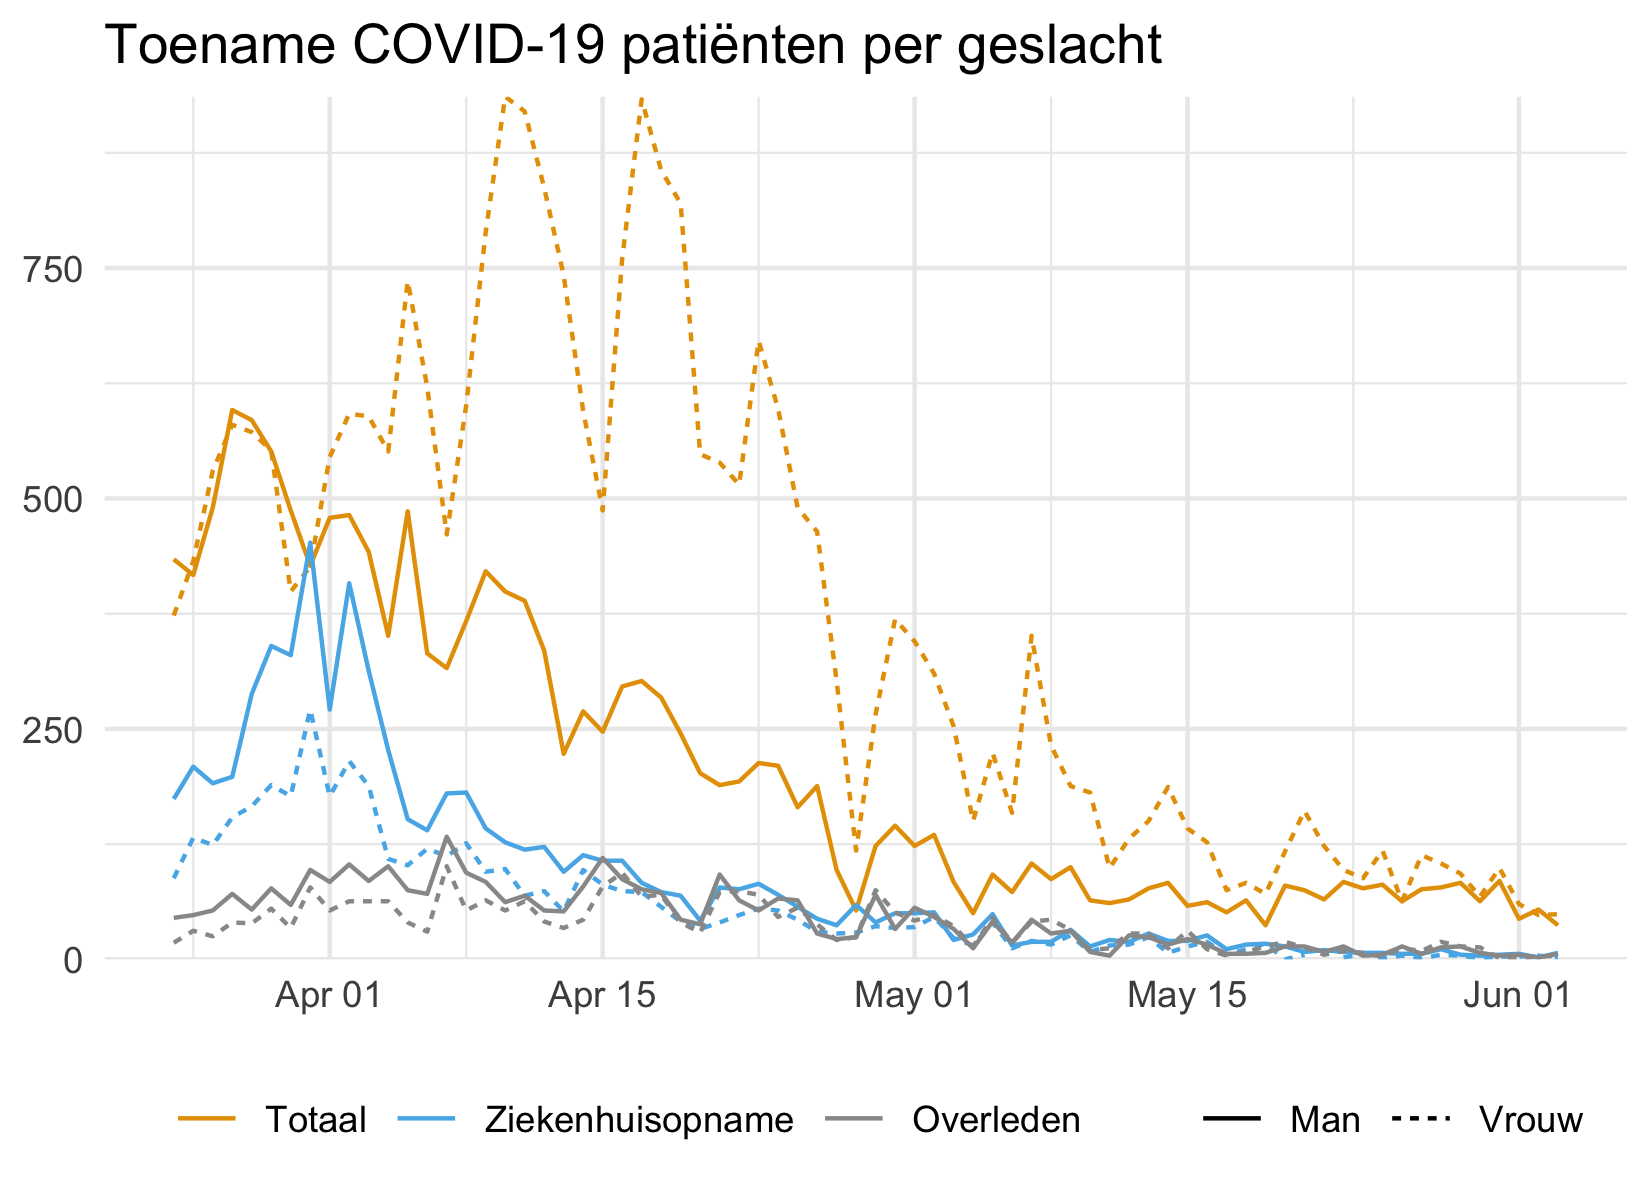 Toename COVID-19 patiënten per geslacht
750
500
250
0
Apr 01 Apr 15 May 01 May 15 Jun 01
Totaal Ziekenhuisopname Overleden Man Vrouw